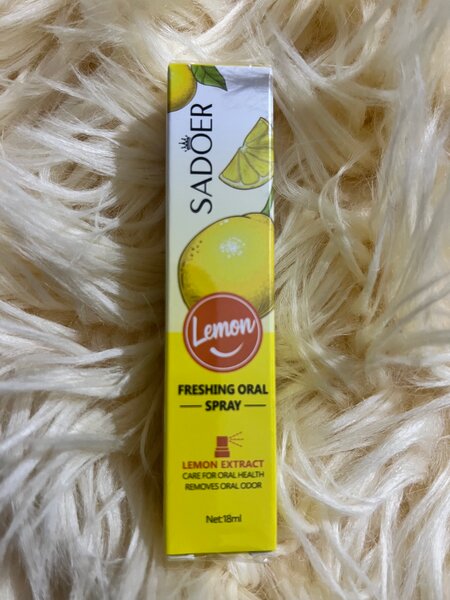 SADOER
Lemon
FRESHING ORAL
SPRAY
LEMON EXTRACT
CARE FOR ORAL HEALTH
REMOVES ORAL ODOR
Net:18ml